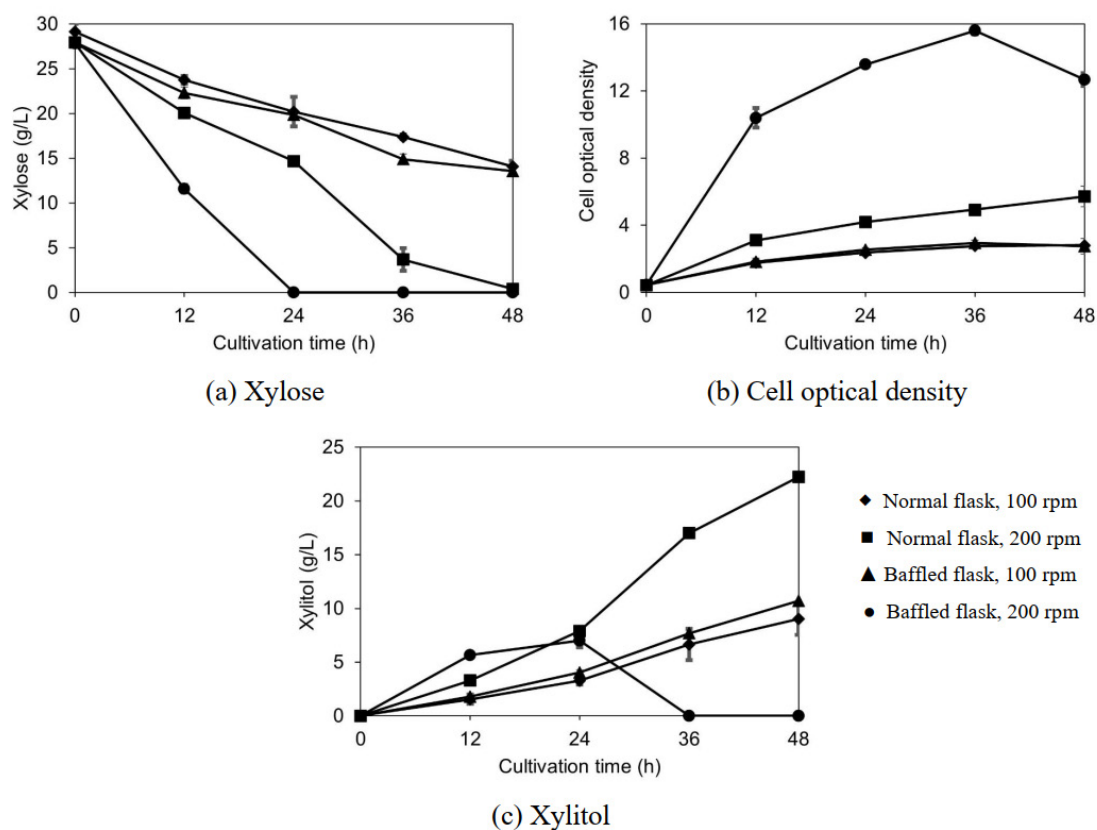 30
25
20
15
10
5
0
Xylose (g/L)
0 12 24 36 48
Cultivation time (h)
(a) Xylose
16
12
8
4
0
Cell optical density
0 12 24 36 48
Cultivation time (h)
(b) Cell optical density
25
20
15
10
5
0
Xylitol (g/L)
0 12 24 36 48
Cultivation time (h)
(c) Xylitol
Normal flask, 100 rpm
Normal flask, 200 rpm
Baffled flask, 100 rpm
Baffled flask, 200 rpm